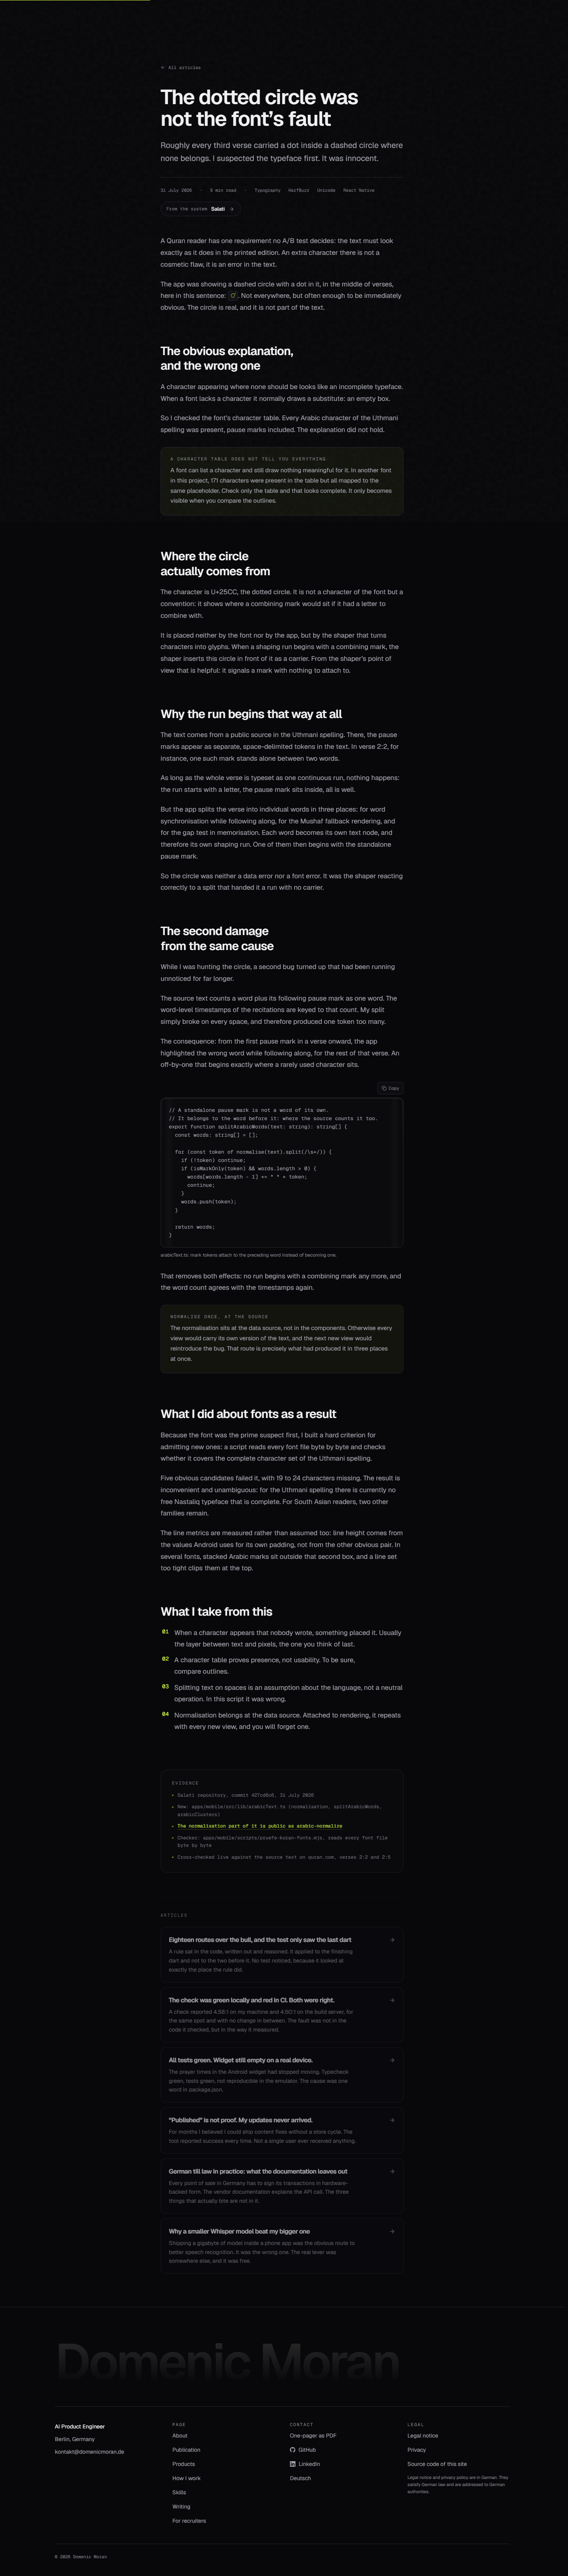 ← All articles
The dotted circle was
not the font’s fault
Roughly every third verse carried a dot inside a dashed circle where
none belongs. I suspected the typeface first. It was innocent.
31 July 2026 · 5 min read · Typography HarfBuzz Unicode React Native
From the system Salati →
A Quran reader has one requirement no A/B test decides: the text must look
exactly as it does in the printed edition. An extra character there is not a
cosmetic flaw, it is an error in the text.
The app was showing a dashed circle with a dot in it, in the middle of verses,
here in this sentence: . Not everywhere, but often enough to be immediately
obvious. The circle is real, and it is not part of the text.
The obvious explanation,
and the wrong one
A character appearing where none should be looks like an incomplete typeface.
When a font lacks a character it normally draws a substitute: an empty box.
So I checked the font’s character table. Every Arabic character of the Uthmani
spelling was present, pause marks included. The explanation did not hold.
A CHARACTER TABLE DOES NOT TELL YOU EVERYTHING
A font can list a character and still draw nothing meaningful for it. In another font
in this project, 171 characters were present in the table but all mapped to the
same placeholder. Check only the table and that looks complete. It only becomes
visible when you compare the outlines.
Where the circle
actually comes from
The character is U+25CC, the dotted circle. It is not a character of the font but a
convention: it shows where a combining mark would sit if it had a letter to
combine with.
It is placed neither by the font nor by the app, but by the shaper that turns
characters into glyphs. When a shaping run begins with a combining mark, the
shaper inserts this circle in front of it as a carrier. From the shaper’s point of
view that is helpful: it signals a mark with nothing to attach to.
Why the run begins that way at all
The text comes from a public source in the Uthmani spelling. There, the pause
marks appear as separate, space-delimited tokens in the text. In verse 2:2, for
instance, one such mark stands alone between two words.
As long as the whole verse is typeset as one continuous run, nothing happens:
the run starts with a letter, the pause mark sits inside, all is well.
But the app splits the verse into individual words in three places: for word
synchronisation while following along, for the Mushaf fallback rendering, and
for the gap test in memorisation. Each word becomes its own text node, and
therefore its own shaping run. One of them then begins with the standalone
pause mark.
So the circle was neither a data error nor a font error. It was the shaper reacting
correctly to a split that handed it a run with no carrier.
The second damage
from the same cause
While I was hunting the circle, a second bug turned up that had been running
unnoticed for far longer.
The source text counts a word plus its following pause mark as one word. The
word-level timestamps of the recitations are keyed to that count. My split
simply broke on every space, and therefore produced one token too many.
The consequence: from the first pause mark in a verse onward, the app
highlighted the wrong word while following along, for the rest of that verse. An
off-by-one that begins exactly where a rarely used character sits.
Copy
// A standalone pause mark is not a word of its own.
// It belongs to the word before it: where the source counts it too.
export function splitArabicWords(text: string): string[] {
const words: string[] = [];
for (const token of normalise(text).split(/\s+/)) {
if (!token) continue;
if (isMarkOnly(token) && words.length > 0) {
words[words.length - 1] += " " + token;
continue;
}
words.push(token);
}
return words;
}
arabicText.ts: mark tokens attach to the preceding word instead of becoming one.
That removes both effects: no run begins with a combining mark any more, and
the word count agrees with the timestamps again.
NORMALISE ONCE, AT THE SOURCE
The normalisation sits at the data source, not in the components. Otherwise every
view would carry its own version of the text, and the next new view would
reintroduce the bug. That route is precisely what had produced it in three places
at once.
What I did about fonts as a result
Because the font was the prime suspect first, I built a hard criterion for
admitting new ones: a script reads every font file byte by byte and checks
whether it covers the complete character set of the Uthmani spelling.
Five obvious candidates failed it, with 19 to 24 characters missing. The result is
inconvenient and unambiguous: for the Uthmani spelling there is currently no
free Nastaliq typeface that is complete. For South Asian readers, two other
families remain.
The line metrics are measured rather than assumed too: line height comes from
the values Android uses for its own padding, not from the other obvious pair. In
several fonts, stacked Arabic marks sit outside that second box, and a line set
too tight clips them at the top.
What I take from this
01 When a character appears that nobody wrote, something placed it. Usually
the layer between text and pixels, the one you think of last.
02 A character table proves presence, not usability. To be sure,
compare outlines.
03 Splitting text on spaces is an assumption about the language, not a neutral
operation. In this script it was wrong.
04 Normalisation belongs at the data source. Attached to rendering, it repeats
with every new view, and you will forget one.
EVIDENCE
Salati repository, commit 427cd6c6, 31 July 2026
New: apps/mobile/src/lib/arabicText.ts (normalisation, splitArabicWords,
arabicClusters)
The normalisation part of it is public as arabic-normalize
Checker: apps/mobile/scripts/pruefe-koran-fonts.mjs, reads every font file
byte by byte
Cross-checked live against the source text on quran.com, verses 2:2 and 2:5
ARTICLES
Eighteen routes over the bull, and the test only saw the last dart →
A rule sat in the code, written out and reasoned. It applied to the finishing
dart and not to the two before it. No test noticed, because it looked at
exactly the place the rule did.
The check was green locally and red in CI. Both were right. →
A check reported 4.56:1 on my machine and 4.50:1 on the build server, for
the same spot and with no change in between. The fault was not in the
code it checked, but in the way it measured.
All tests green. Widget still empty on a real device. →
The prayer times in the Android widget had stopped moving. Typecheck
green, tests green, not reproducible in the emulator. The cause was one
word in package.json.
“Published” is not proof. My updates never arrived. →
For months I believed I could ship content fixes without a store cycle. The
tool reported success every time. Not a single user ever received anything.
German till law in practice: what the documentation leaves out →
Every point of sale in Germany has to sign its transactions in hardware-
backed form. The vendor documentation explains the API call. The three
things that actually bite are not in it.
Why a smaller Whisper model beat my bigger one →
Shipping a gigabyte of model inside a phone app was the obvious route to
better speech recognition. It was the wrong one. The real lever was
somewhere else, and it was free.
Domenic Moran
AI Product Engineer
Berlin, Germany
kontakt@domenicmoran.de
PAGE
About
Publication
Products
How I work
Skills
Writing
For recruiters
CONTACT
One-pager as PDF
GitHub
LinkedIn
Deutsch
LEGAL
Legal notice
Privacy
Source code of this site
Legal notice and privacy policy are in German. They
satisfy German law and are addressed to German
authorities.
© 2026 Domenic Moran